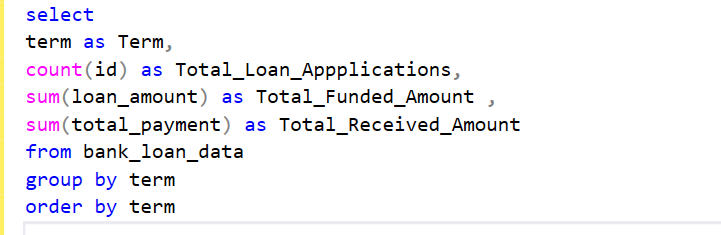 select
term as Term,
count(id) as Total_Loan_Appplications,
sum(loan_amount) as Total_Funded_Amount ,
sum(total_payment) as Total_Received_Amount
from bank_loan_data
group by term
order by term